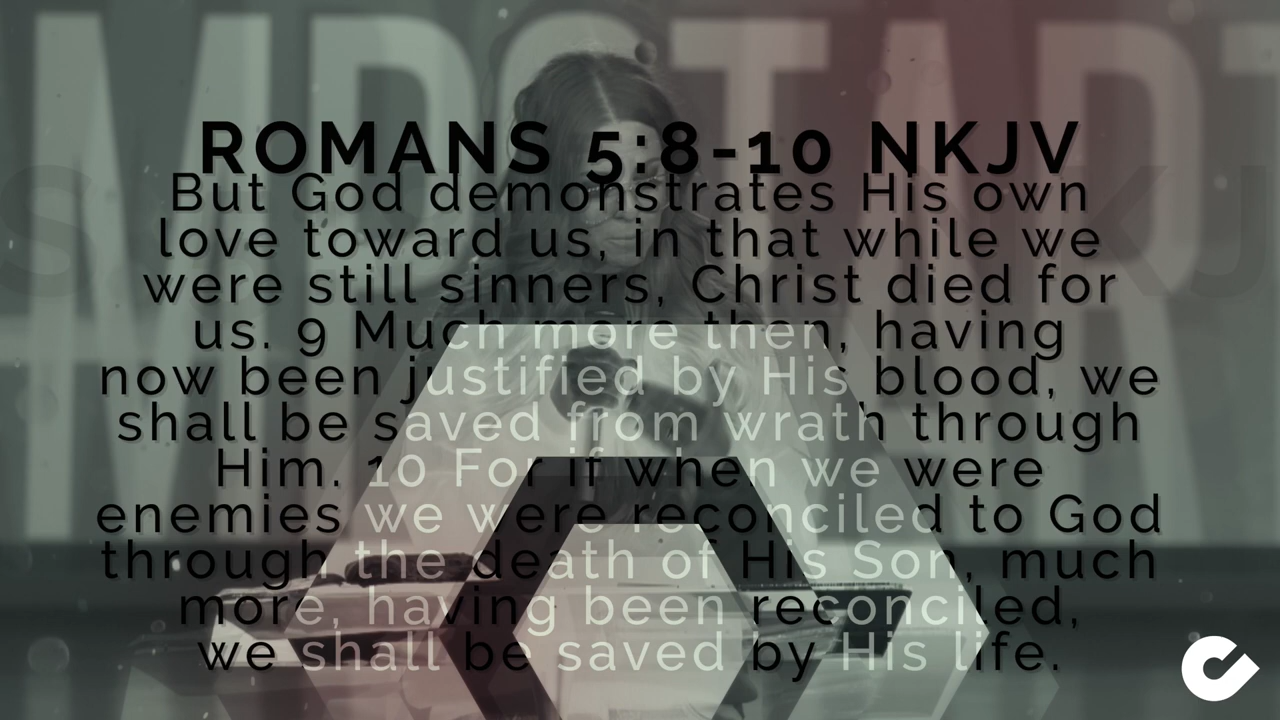 MPSTART
ROMANS 5:8-10 NKJV
But God demonstrates His own
love toward us, in that while we
were still sinners, Christ died for
us. 9 Much more then, having
now been justified by His blood, we
shall be saved from wrath through
Him. 10 For if when we were
enemies we were reconciled to God
through the death of His Son, much
more, having been reconciled,
we shall be saved by His life.